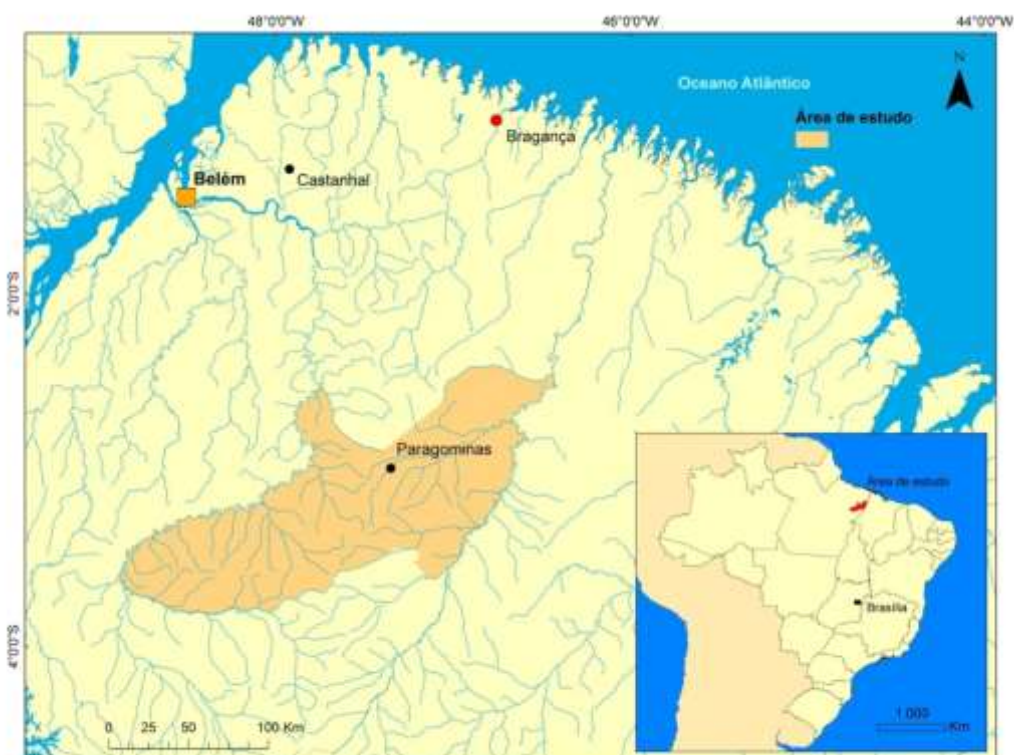 48°0'0"W
46°0'0"W
44°0'0"W
N
Oceano Atlântico
Área de estudo
Bragança
Castanhal
Belém
2°0'0"S
Paragominas
Área de estudo
Brasília
4°0'0"S
0 25 50 100 Km
1.000
Km